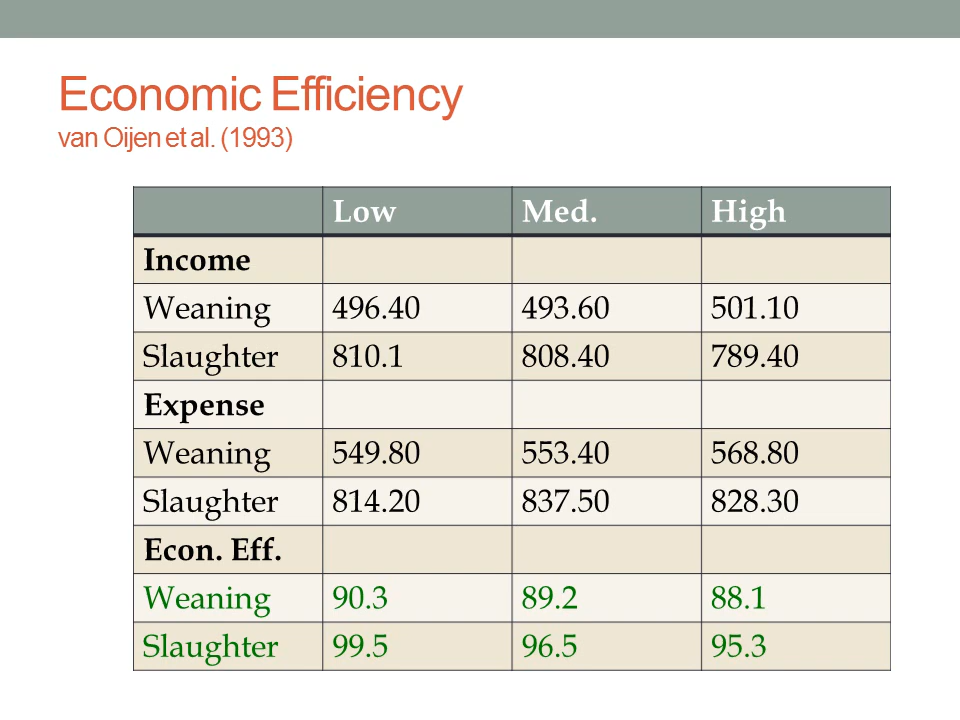 Economic Efficiency
van Oijen et al. (1993)
Low Med. High
Income
Weaning 496.40 493.60 501.10
Slaughter 810.1 808.40 789.40
Expense
Weaning 549.80 553.40 568.80
Slaughter 814.20 837.50 828.30
Econ. Eff.
Weaning 90.3 89.2 88.1
Slaughter 99.5 96.5 95.3